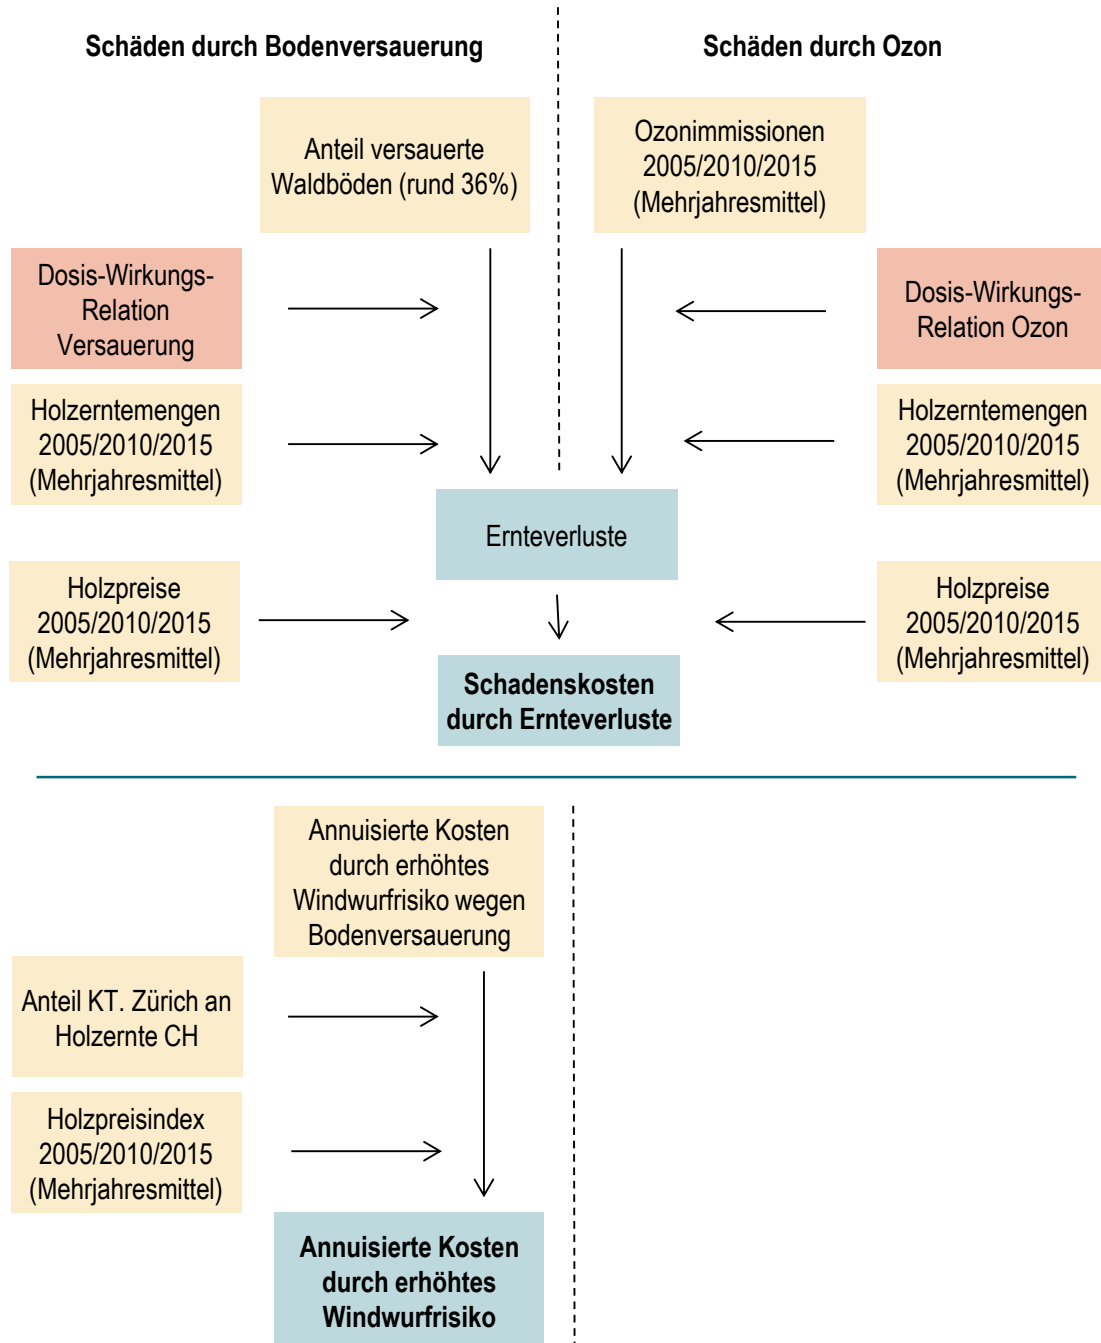 Schäden durch Bodenversauerung
Schäden durch Ozon
Anteil versauerte
Waldböden (rund 36%)
Ozonimmissionen
2005/2010/2015
(Mehrjahresmittel)
Dosis-Wirkungs-
Relation
Versauerung
Dosis-Wirkungs-
Relation Ozon
Holzerntemengen
2005/2010/2015
(Mehrjahresmittel)
Holzerntemengen
2005/2010/2015
(Mehrjahresmittel)
Ernteverluste
Holzpreise
2005/2010/2015
(Mehrjahresmittel)
Holzpreise
2005/2010/2015
(Mehrjahresmittel)
Schadenskosten
durch Ernteverluste
Annuisierte Kosten
durch erhöhtes
Windwurfrisiko wegen
Bodenversauerung
Anteil KT. Zürich an
Holzernte CH
Holzpreisindex
2005/2010/2015
(Mehrjahresmittel)
Annuisierte Kosten
durch erhöhtes
Windwurfrisiko